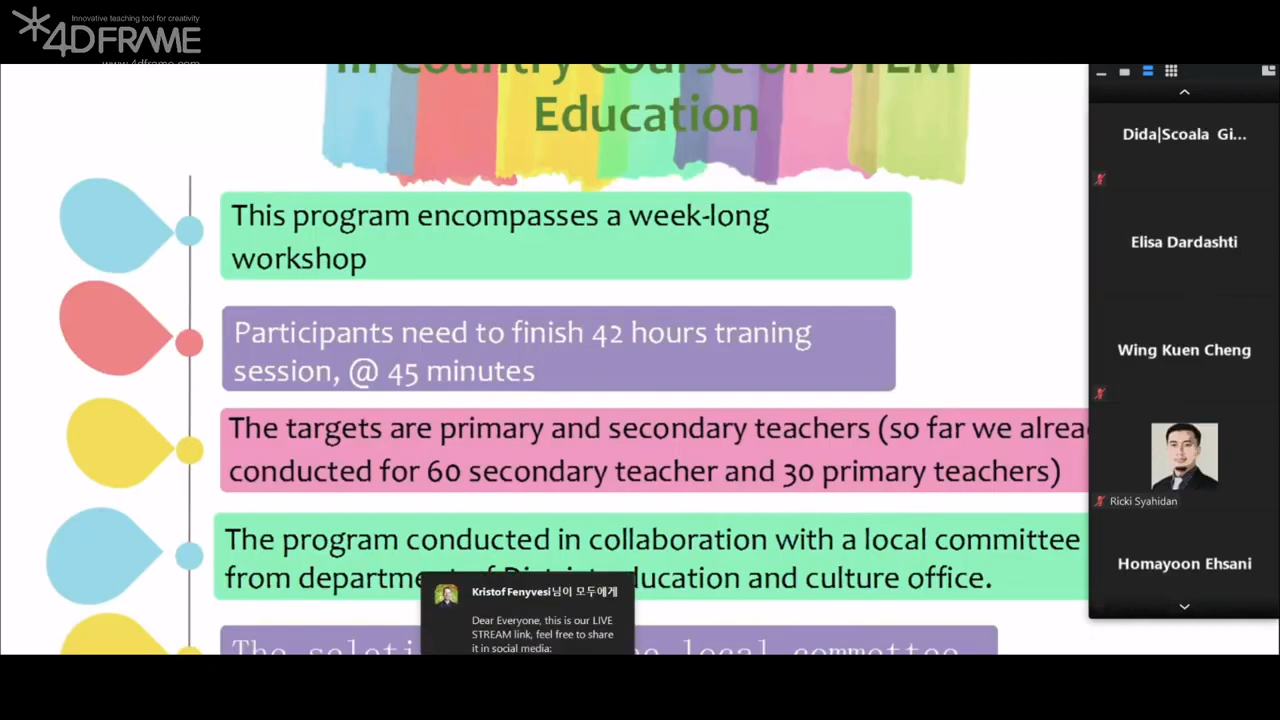 Innovative teaching tool for creativity
4DFRAME
www.4dframe.com
In Country Course on STEM
Education
This program encompasses a week-long
workshop
Participants need to finish 42 hours traning
session, @ 45 minutes
The targets are primary and secondary teachers (so far we alrea
conducted for 60 secondary teacher and 30 primary teachers)
The program conducted in collaboration with a local committee
from departm of District ducation and culture office.
The local committee
Kristof Fenyvesi님이 모두에게
Dear Everyone, this is our LIVE
STREAM link, feel free to share
it in social media:
Dida|Scoala Gi...
Elisa Dardashti
Wing Kuen Cheng
Ricki Syahidan
Homayoon Ehsani